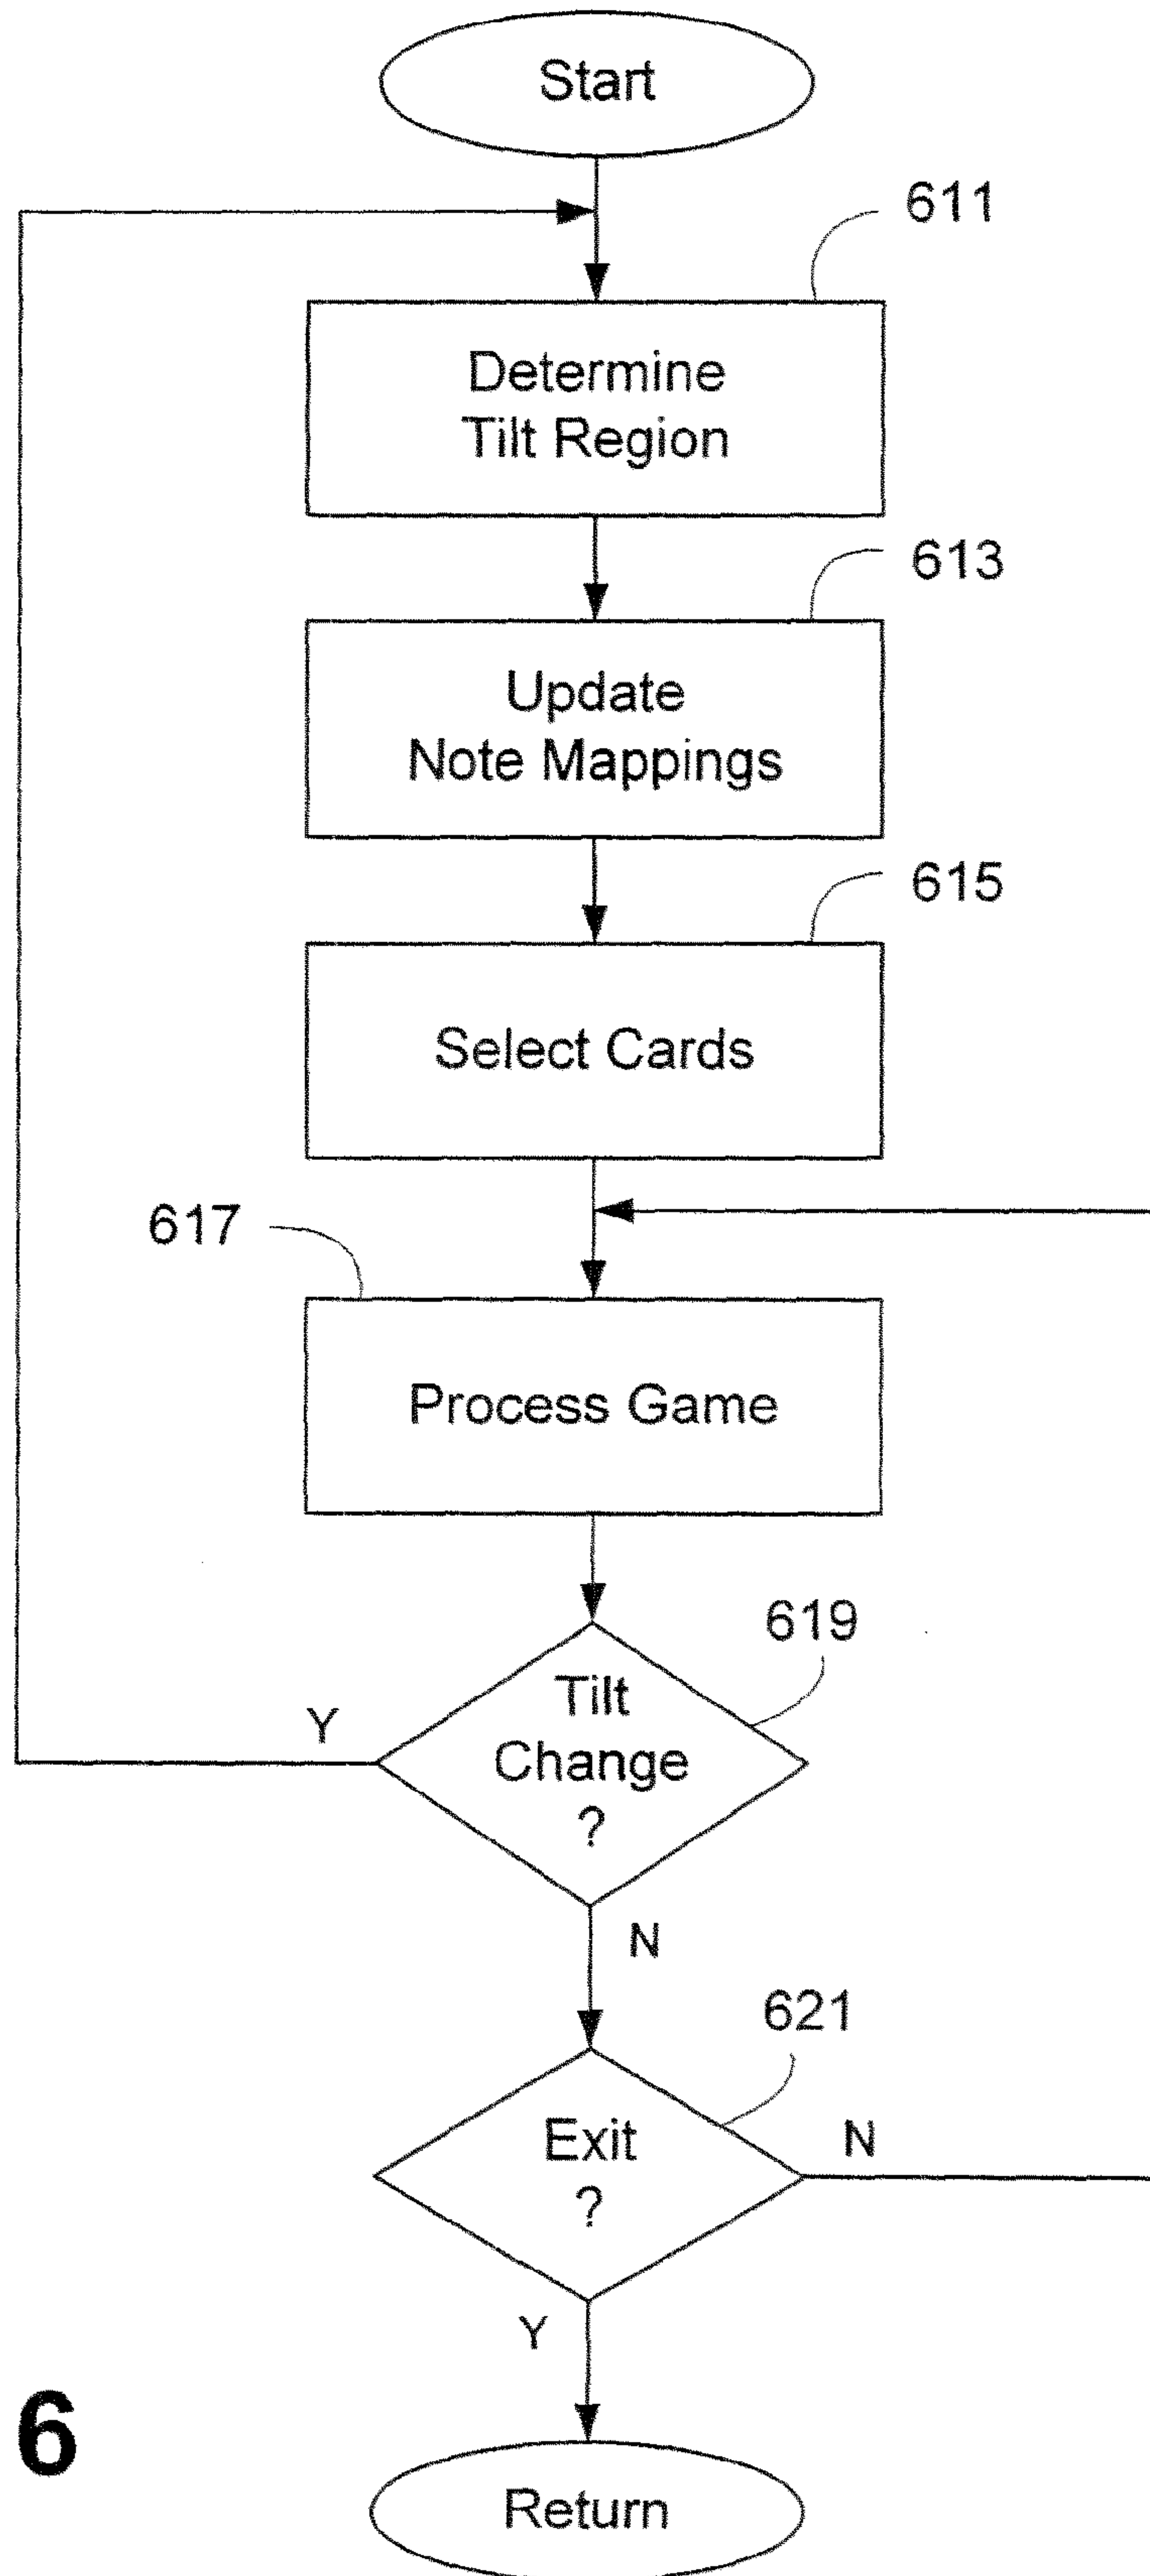 Start
611
Determine
Tilt Region
613
Update
Note Mappings
615
Select Cards
617
Process Game
619
Tilt
Change
?
Y
N
621
Exit
?
N
Y
6
Return